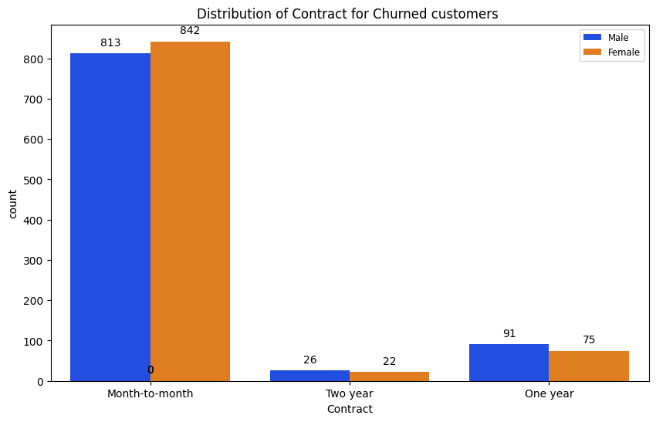 Distribution of Contract for Churned customers
Male
Female
count
800
700
600
500
400
300
200
100
0
813
842
0
26
22
91
75
Month-to-month
Two year
One year
Contract